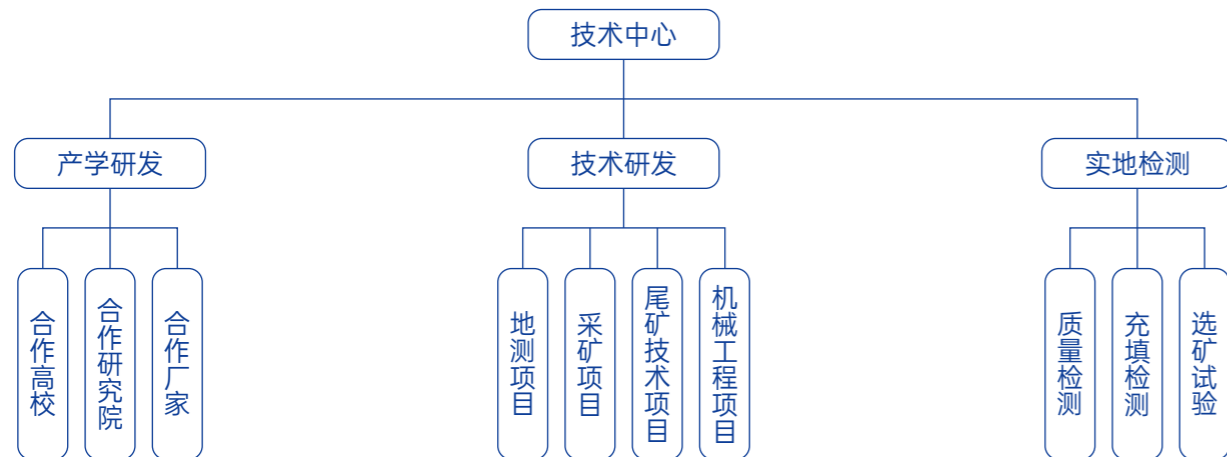 技术中心
产学研发
技术研发
实地检测
合作高校
合作研究院
合作厂家
地测项目
采矿项目
尾矿技术项目
机械工程项目
质量检测
充填检测
选矿试验